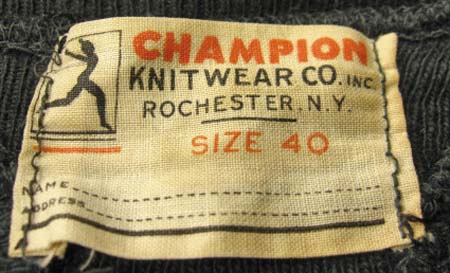 CHAMPION
KNITWEAR CO. INC.
ROCHESTER, N.Y.
SIZE 40
NAME
ADDRESS